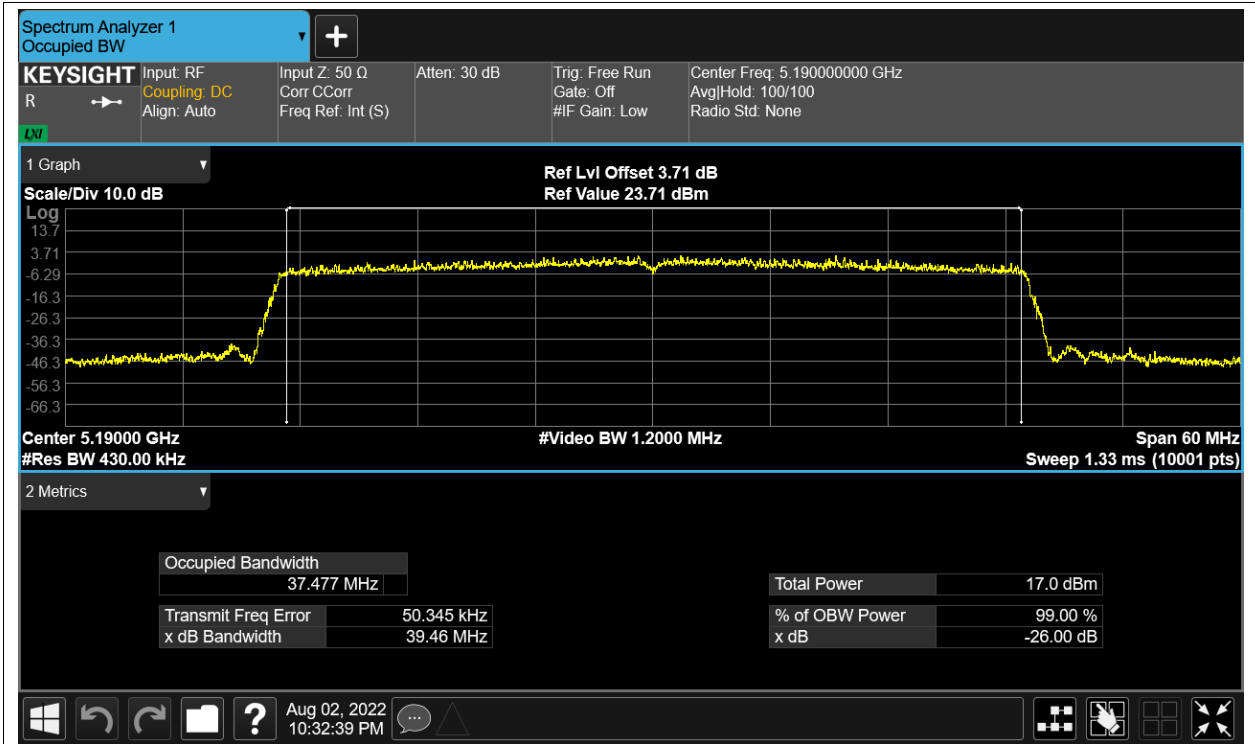 Spectrum Analyzer 1
Occupied BW
KEYSIGHT
R
LXI
Input: RF
Coupling: DC
Align: Auto
Input Z: 50 Ω
Corr CCorr
Freq Ref: Int (S)
Atten: 30 dB
Trig: Free Run
Gate: Off
#IF Gain: Low
Center Freq: 5.190000000 GHz
Avg|Hold: 100/100
Radio Std: None
1 Graph
Scale/Div 10.0 dB
Ref Lvl Offset 3.71 dB
Ref Value 23.71 dBm
Log
13.7
3.71
-6.29
-16.3
-26.3
-36.3
-46.3
-56.3
-66.3
Center 5.19000 GHz
#Res BW 430.00 kHz
#Video BW 1.2000 MHz
Span 60 MHz
Sweep 1.33 ms (10001 pts)
2 Metrics
Occupied Bandwidth
37.477 MHz
Transmit Freq Error 50.345 kHz
x dB Bandwidth 39.46 MHz
Total Power 17.0 dBm
% of OBW Power 99.00 %
x dB -26.00 dB
?
Aug 02, 2022
10:32:39 PM